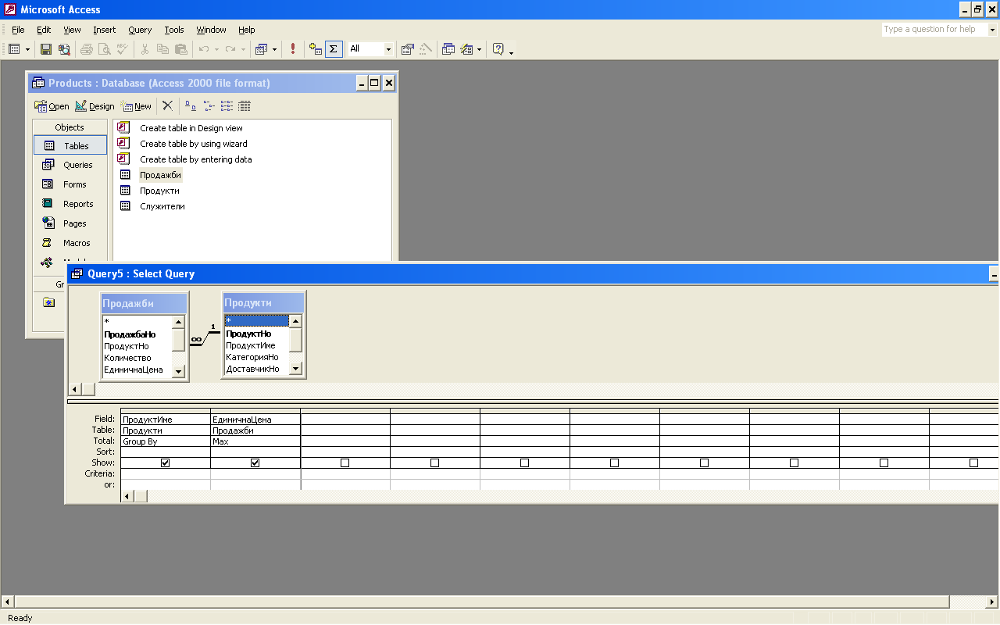 Microsoft Access
File Edit View Insert Query Tools Window Help
Type a question for help
All
Products : Database (Access 2000 file format)
Open Design New
Objects
Tables
Queries
Forms
Reports
Pages
Macros
Create table in Design view
Create table by using wizard
Create table by entering data
Продажби
Продукти
Служители
Query5 : Select Query
Продажби
*
ПродажбаНо
ПродуктНо
Количество
ЕдиничнаЦена
∞ 1
Продукти
*
ПродуктНо
ПродуктИме
КатегорияНо
ДоставчикНо
Field: ПродуктИме ЕдиничнаЦена
Table: Продукти Продажби
Total: Group By Max
Sort:
Show:
Criteria:
or:
Ready